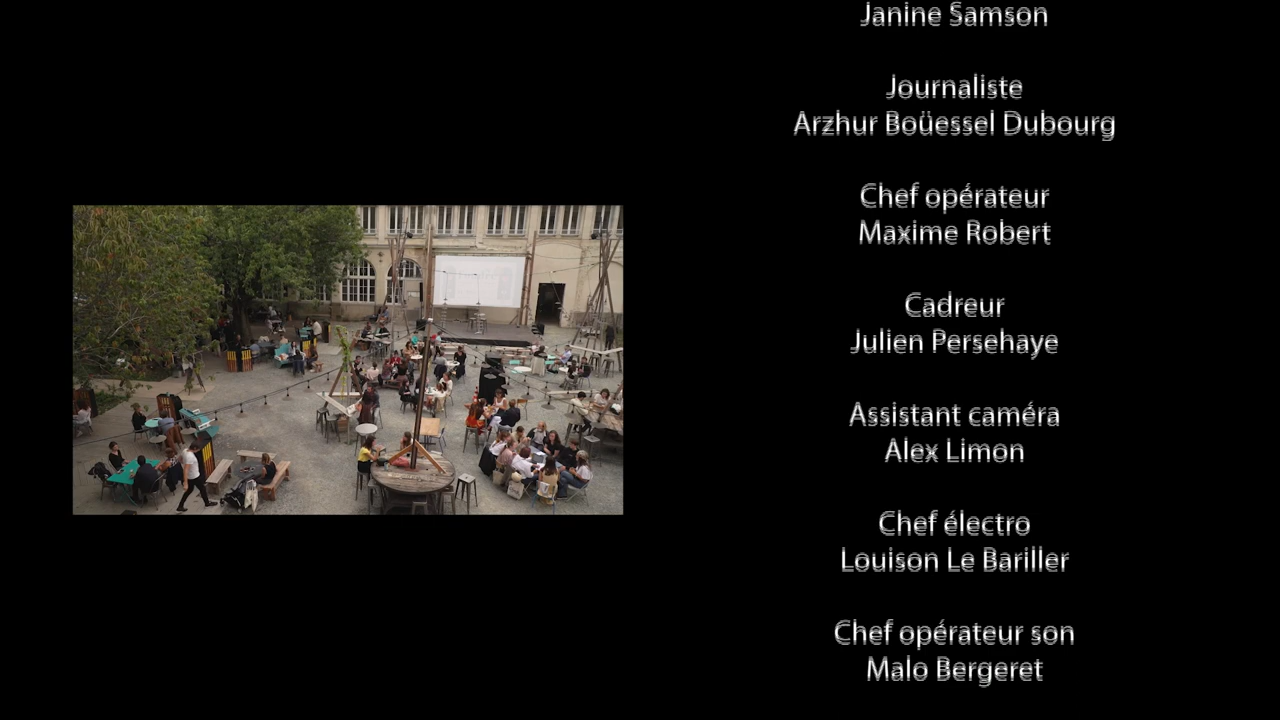 Janine Samson
Journaliste
Arzhur Boüessel Dubourg
Chef opérateur
Maxime Robert
Cadreur
Julien Persehaye
Assistant caméra
Alex Limon
Chef électro
Louison Le Bariller
Chef opérateur son
Malo Bergeret